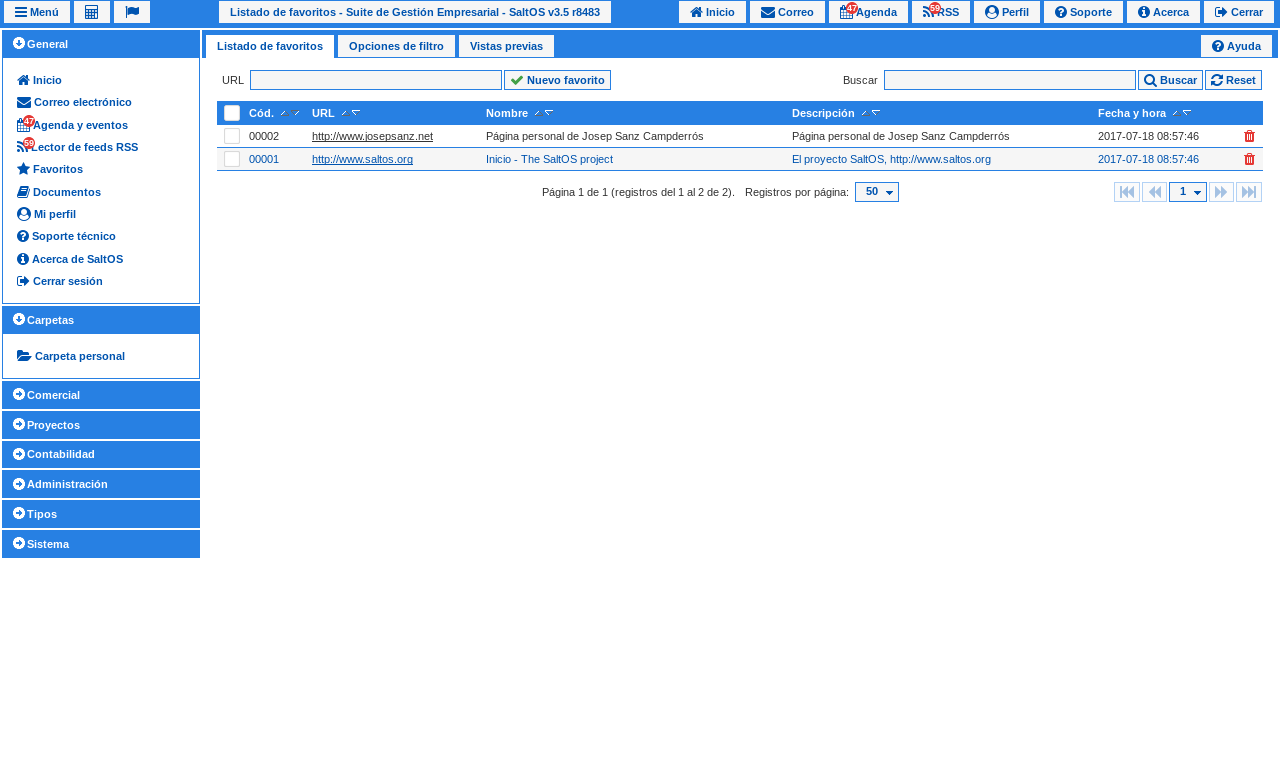 Menú
Listado de favoritos - Suite de Gestión Empresarial - SaltOS v3.5 r8483
Inicio
Correo
47 Agenda
59 RSS
Perfil
Soporte
Acerca
Cerrar
General
Inicio
Correo electrónico
47 Agenda y eventos
59 Lector de feeds RSS
Favoritos
Documentos
Mi perfil
Soporte técnico
Acerca de SaltOS
Cerrar sesión
Carpetas
Carpeta personal
Comercial
Proyectos
Contabilidad
Administración
Tipos
Sistema
Listado de favoritos Opciones de filtro Vistas previas Ayuda
URL Nuevo favorito Buscar Buscar Reset
Cód. URL Nombre Descripción Fecha y hora
00002 http://www.josepsanz.net Página personal de Josep Sanz Campderrós Página personal de Josep Sanz Campderrós 2017-07-18 08:57:46
00001 http://www.saltos.org Inicio - The SaltOS project El proyecto SaltOS, http://www.saltos.org 2017-07-18 08:57:46
Página 1 de 1 (registros del 1 al 2 de 2). Registros por página: 50 1